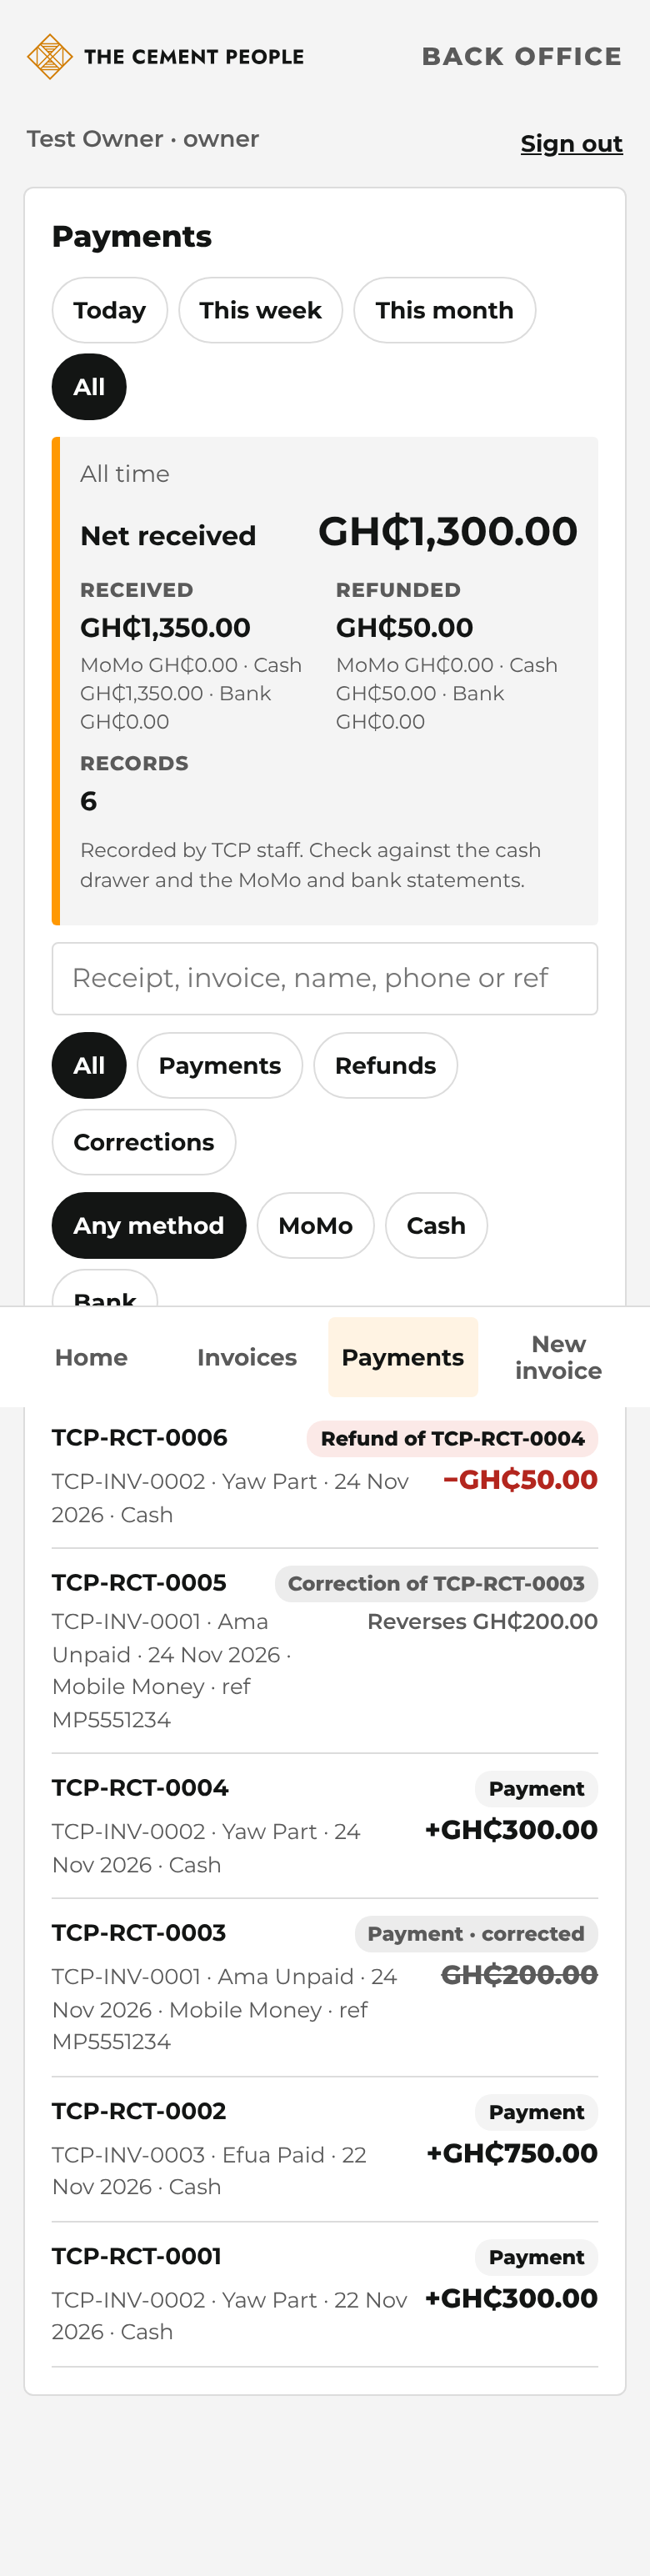 THE CEMENT PEOPLE
BACK OFFICE
Test Owner · owner
Sign out
Payments
Today
This week
This month
All
All time
Net received
GH₵1,300.00
RECEIVED
GH₵1,350.00
MoMo GH₵0.00 · Cash
GH₵1,350.00 · Bank
GH₵0.00
REFUNDED
GH₵50.00
MoMo GH₵0.00 · Cash
GH₵50.00 · Bank
GH₵0.00
RECORDS
6
Recorded by TCP staff. Check against the cash
drawer and the MoMo and bank statements.
Receipt, invoice, name, phone or ref
All
Payments
Refunds
Corrections
Any method
MoMo
Cash
Bank
Home
Invoices
Payments
New
invoice
TCP-RCT-0006
Refund of TCP-RCT-0004
TCP-INV-0002 · Yaw Part · 24 Nov
2026 · Cash
−GH₵50.00
TCP-RCT-0005
Correction of TCP-RCT-0003
TCP-INV-0001 · Ama
Unpaid · 24 Nov 2026 ·
Mobile Money · ref
MP5551234
Reverses GH₵200.00
TCP-RCT-0004
Payment
TCP-INV-0002 · Yaw Part · 24
Nov 2026 · Cash
+GH₵300.00
TCP-RCT-0003
Payment · corrected
TCP-INV-0001 · Ama Unpaid · 24
Nov 2026 · Mobile Money · ref
MP5551234
GH₵200.00
TCP-RCT-0002
Payment
TCP-INV-0003 · Efua Paid · 22
Nov 2026 · Cash
+GH₵750.00
TCP-RCT-0001
Payment
TCP-INV-0002 · Yaw Part · 22 Nov
2026 · Cash
+GH₵300.00